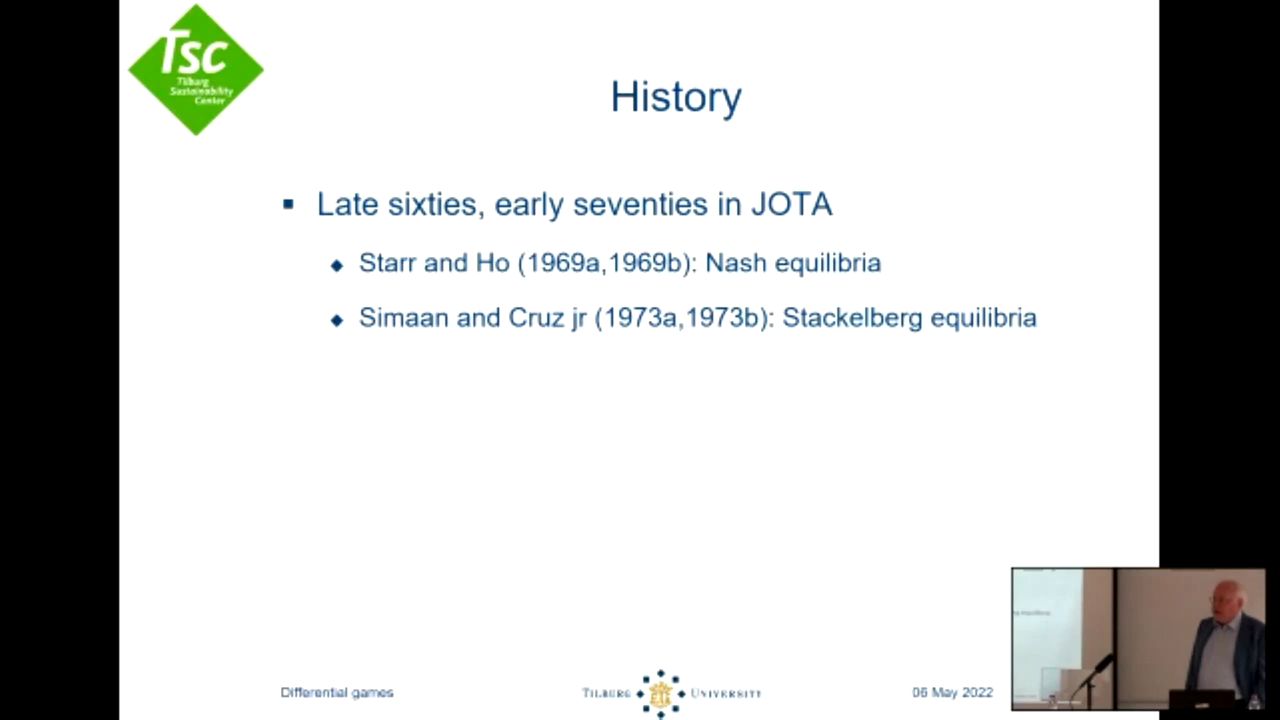 Tsc
Tilburg
Sustainability
Center
History
Late sixties, early seventies in JOTA
Starr and Ho (1969a,1969b): Nash equilibria
Simaan and Cruz jr (1973a,1973b): Stackelberg equilibria
Differential games
TILBURG UNIVERSITY
06 May 2022